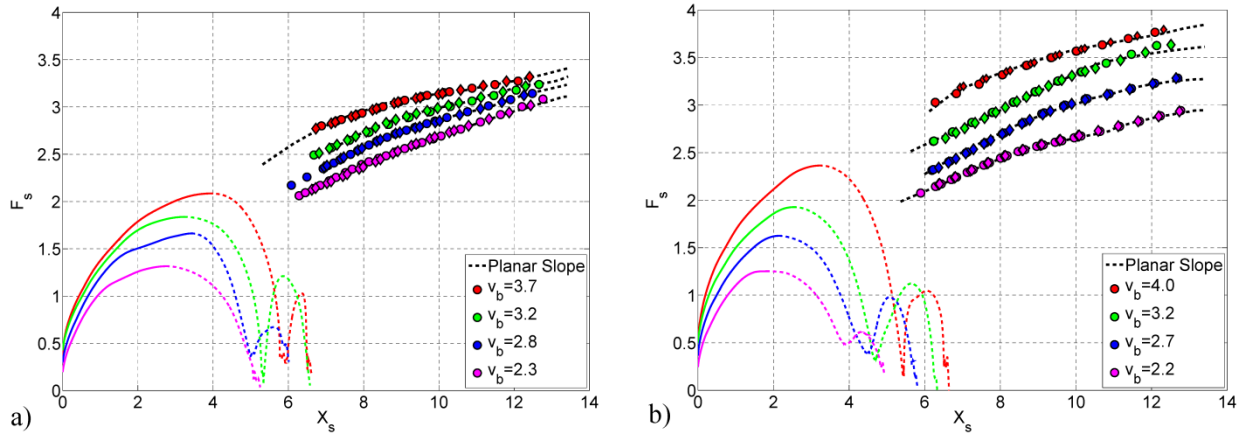 4
3.5
3
2.5
2
1.5
1
0.5
0
F_s
0 2 4 6 8 10 12 14
X_s
Planar Slope
v_b=3.7
v_b=3.2
v_b=2.8
v_b=2.3
a)
4
3.5
3
2.5
2
1.5
1
0.5
0
F_s
0 2 4 6 8 10 12 14
X_s
Planar Slope
v_b=4.0
v_b=3.2
v_b=2.7
v_b=2.2
b)